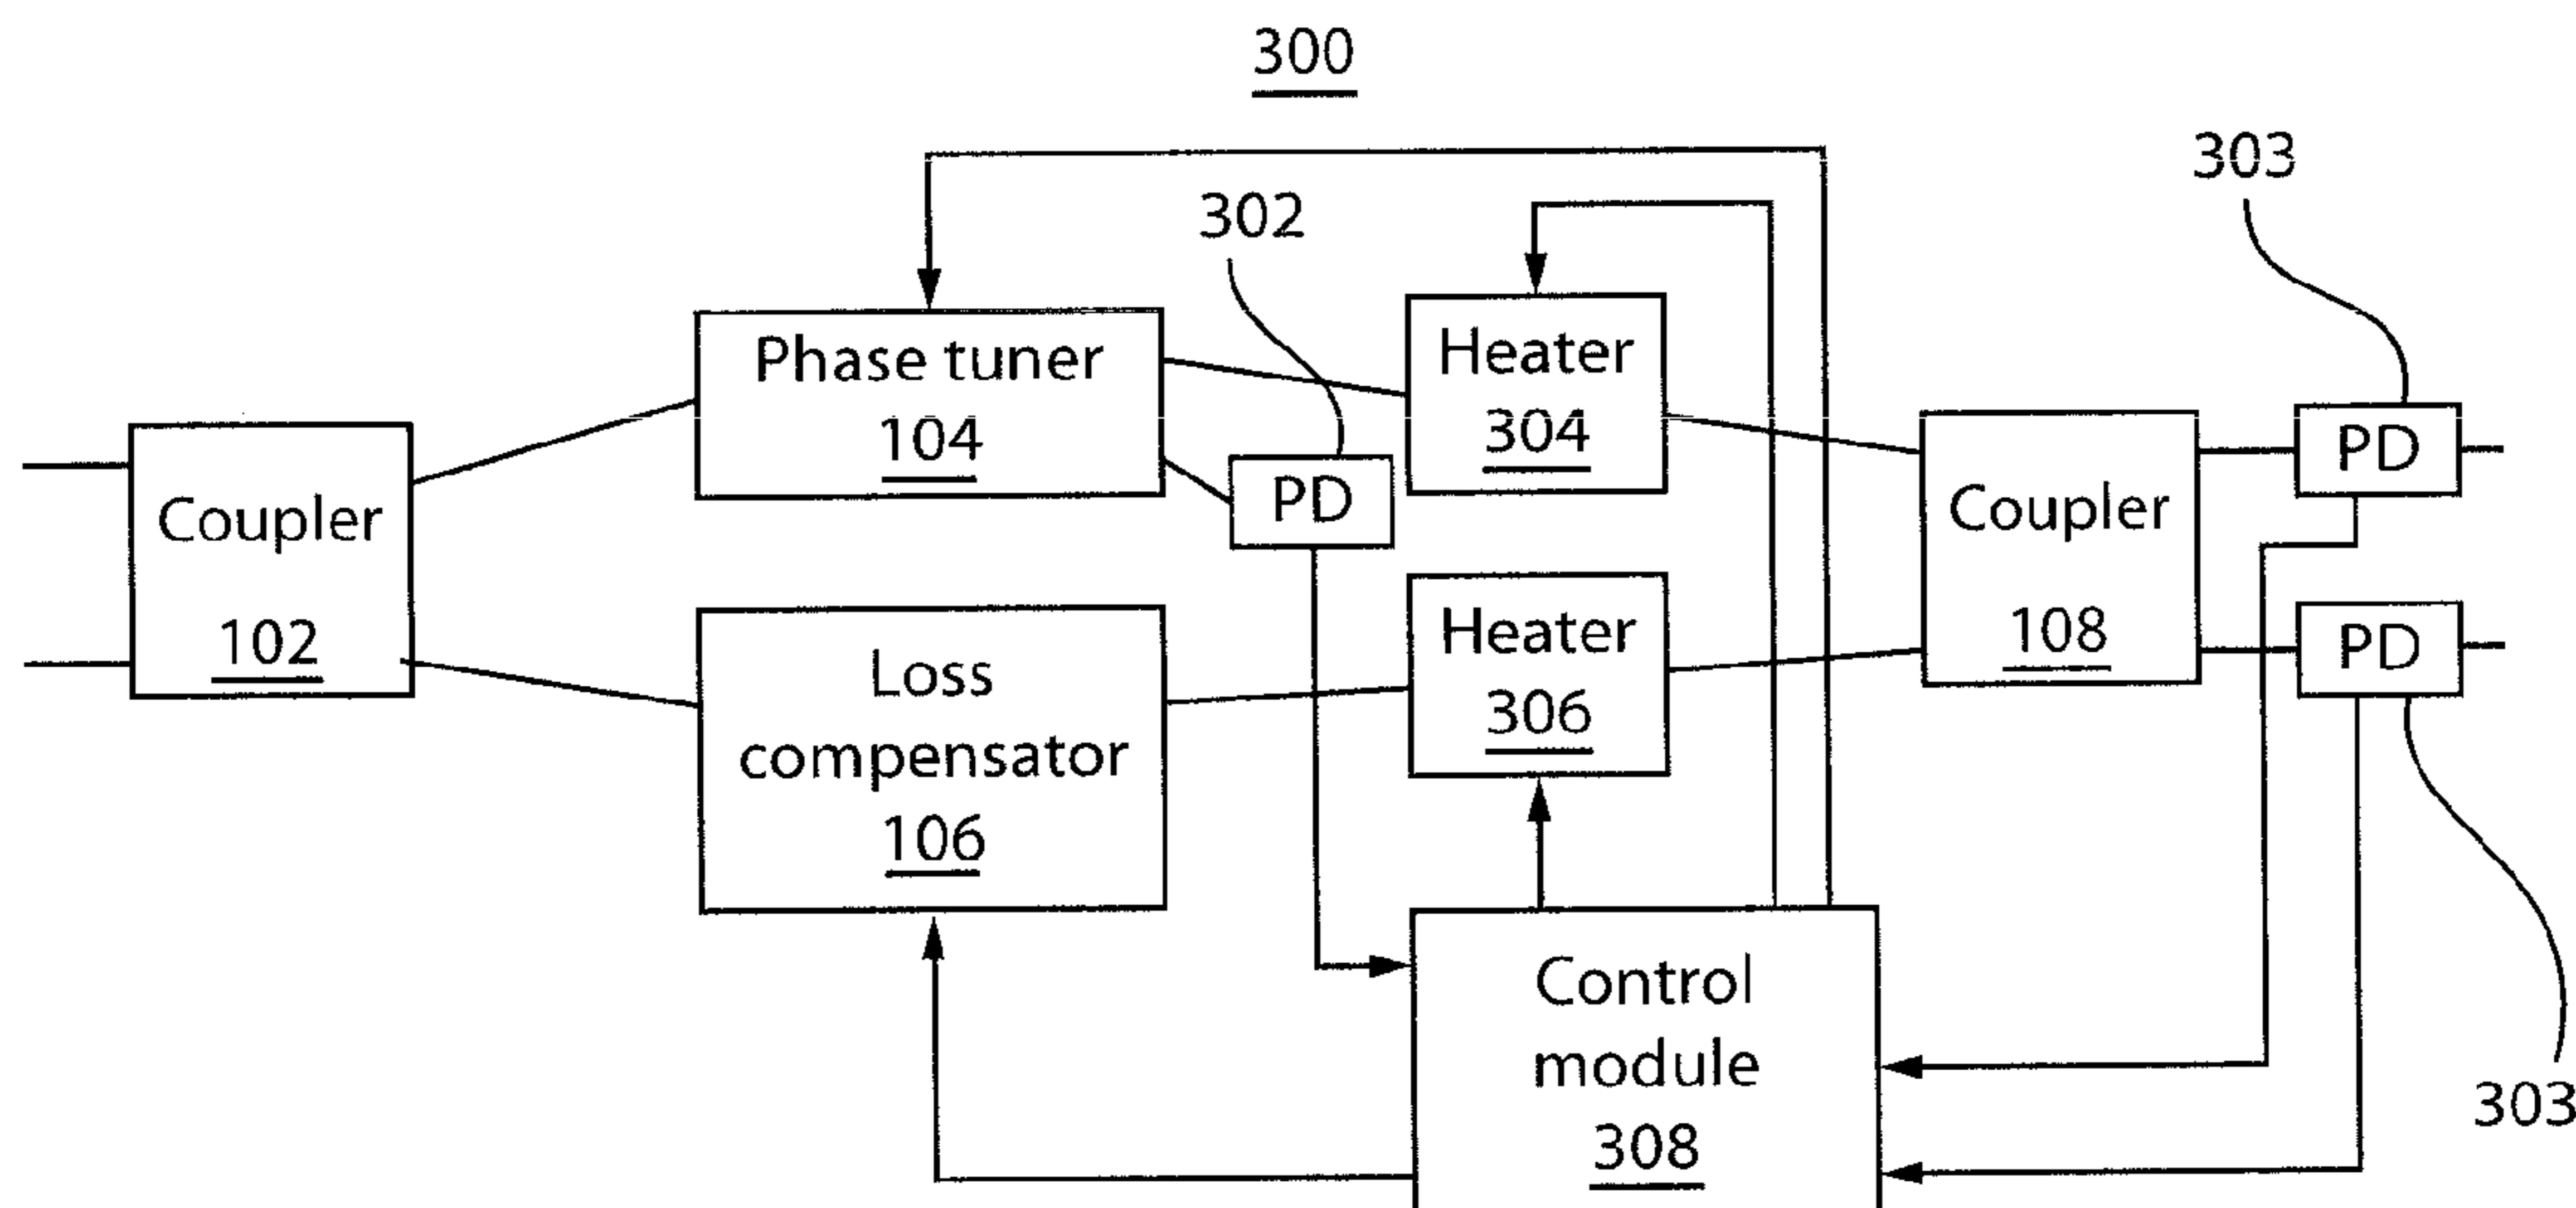 300
303
302
Phase tuner
104
Heater
304
PD
PD
Coupler
102
Coupler
108
Heater
306
PD
Loss
compensator
106
Control
module
308
303